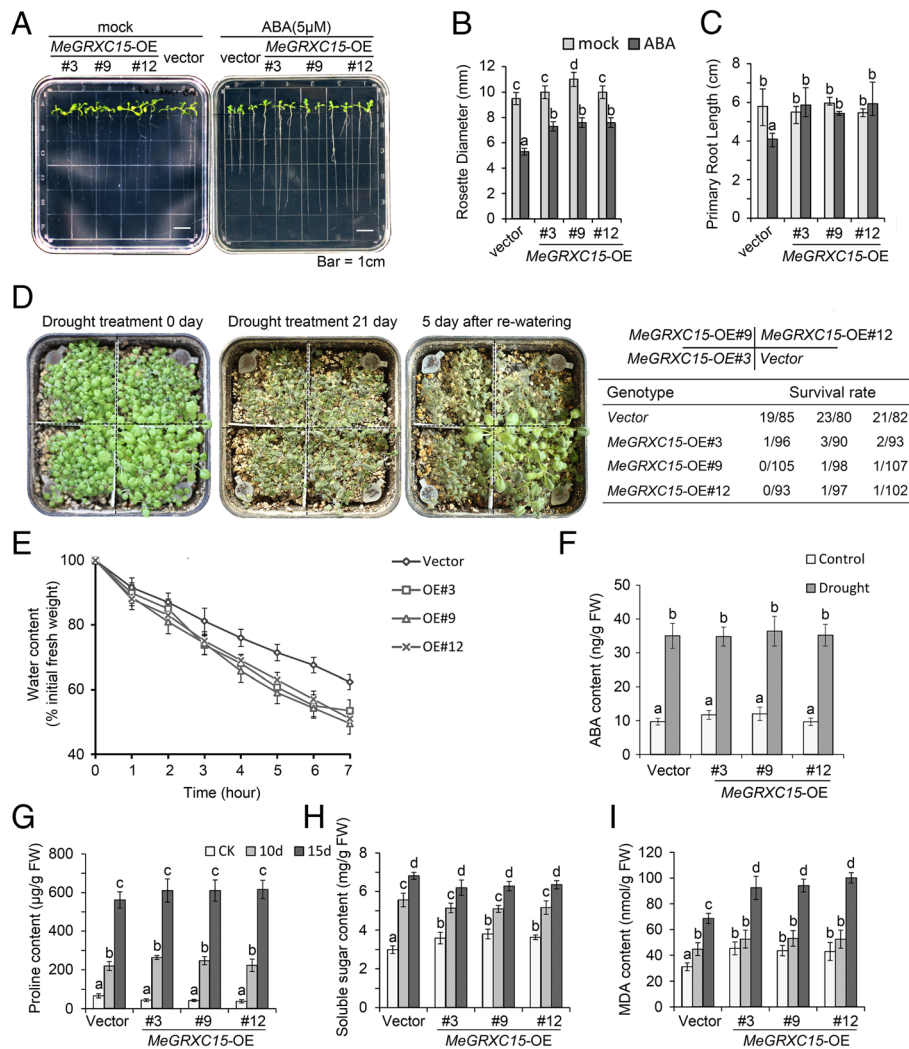 A
mock
ABA(5μM)
MeGRXC15-OE
vector
#3 #9 #12
vector
MeGRXC15-OE
#3 #9 #12
Bar = 1cm
B
mock ABA
Rosette Diameter (mm)
12
10
8
6
4
2
0
c
a
c
b
c
b
c
b
vector
#3 #9 #12
MeGRXC15-OE
C
Primary Root Length (cm)
10
8
6
4
2
0
b
a
b
b
b
b
b
b
vector
#3 #9 #12
MeGRXC15-OE
D
Drought treatment 0 day
Drought treatment 21 day
5 day after re-watering
MeGRXC15-OE#9 MeGRXC15-OE#12
MeGRXC15-OE#3 Vector
Genotype Survival rate
Vector 19/85 23/80 21/82
MeGRXC15-OE#3 1/96 3/90 2/93
MeGRXC15-OE#9 0/105 1/98 1/107
MeGRXC15-OE#12 0/93 1/97 1/102
E
Water content
(% initial fresh weight)
100
80
60
40
0 1 2 3 4 5 6 7
Time (hour)
Vector
OE#3
OE#9
OE#12
F
Control
Drought
ABA content (ng/g FW)
50
40
30
20
10
0
a
b
a
b
a
b
a
b
Vector #3 #9 #12
MeGRXC15-OE
G
CK 10d 15d
Proline content (μg/g FW)
800
600
400
200
0
a
b
c
a
b
c
a
b
c
a
b
c
Vector #3 #9 #12
MeGRXC15-OE
H
Soluble sugar content (mg/g FW)
8
6
4
2
0
a
c
d
b
c
d
b
c
d
b
c
d
Vector #3 #9 #12
MeGRXC15-OE
I
MDA content (nmol/g FW)
120
100
80
60
40
20
0
a
b
c
b
b
d
b
b
d
b
b
d
Vector #3 #9 #12
MeGRXC15-OE